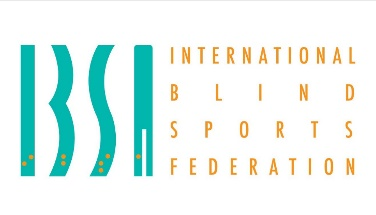 IBSA
INTERNATIONAL
BLIND
SPORTS
FEDERATION